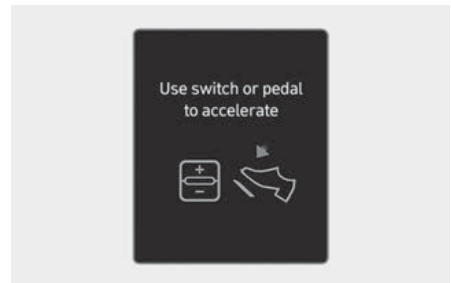 Use switch or pedal
to accelerate
+
−